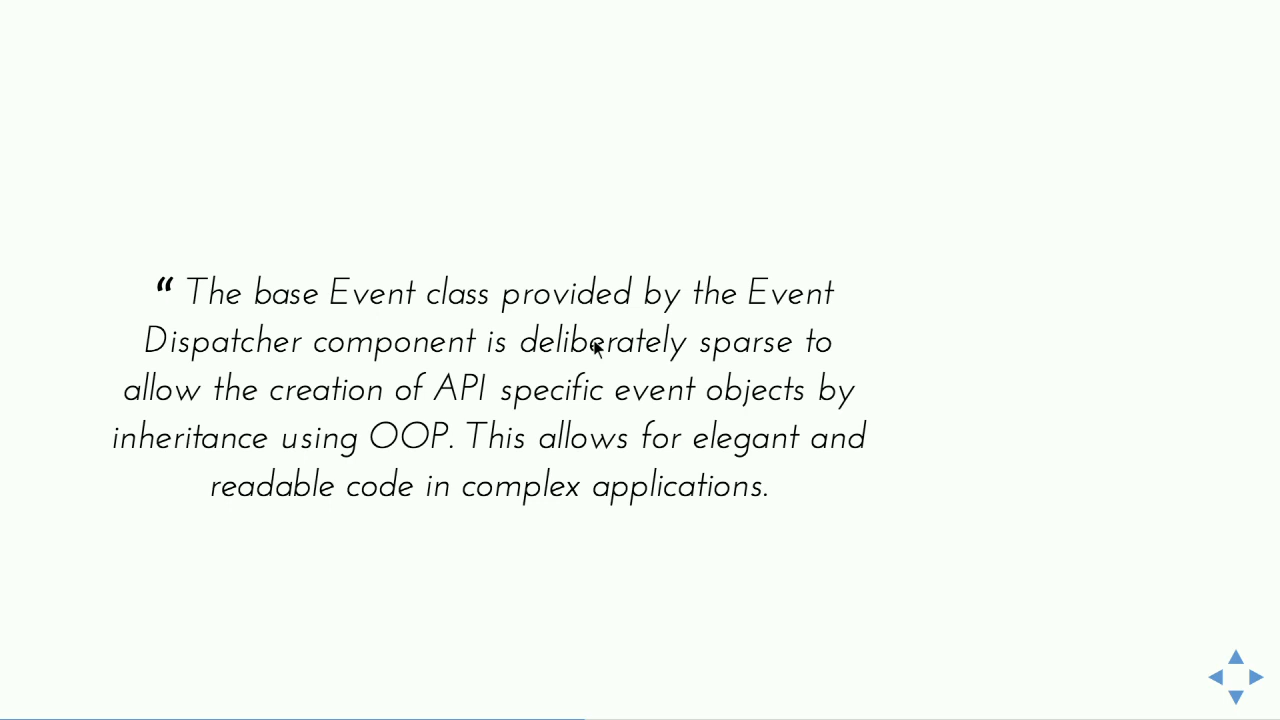 “ The base Event class provided by the Event
Dispatcher component is deliberately sparse to
allow the creation of API specific event objects by
inheritance using OOP. This allows for elegant and
readable code in complex applications.